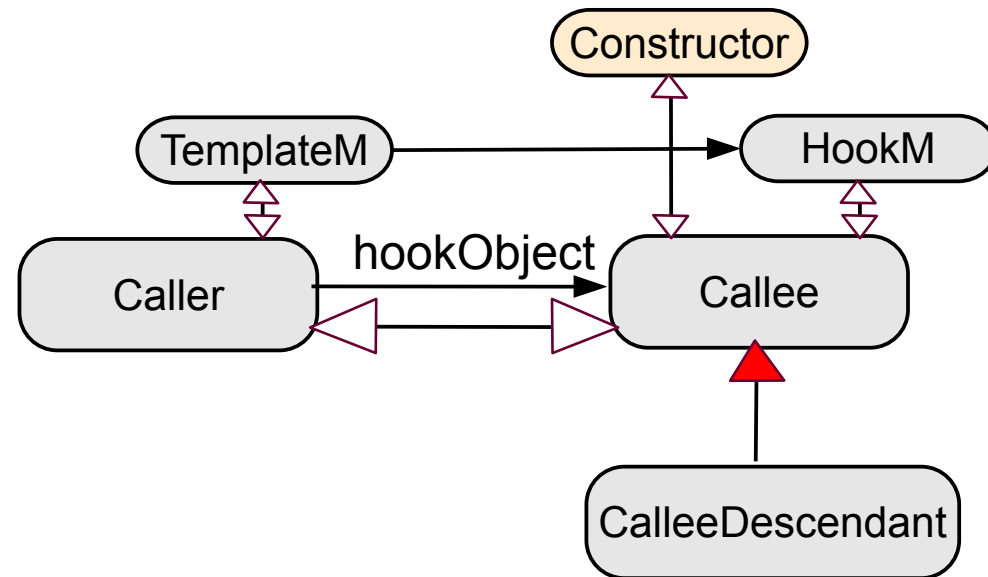 Constructor
TemplateM
HookM
hookObject
Caller
Callee
CalleeDescendant